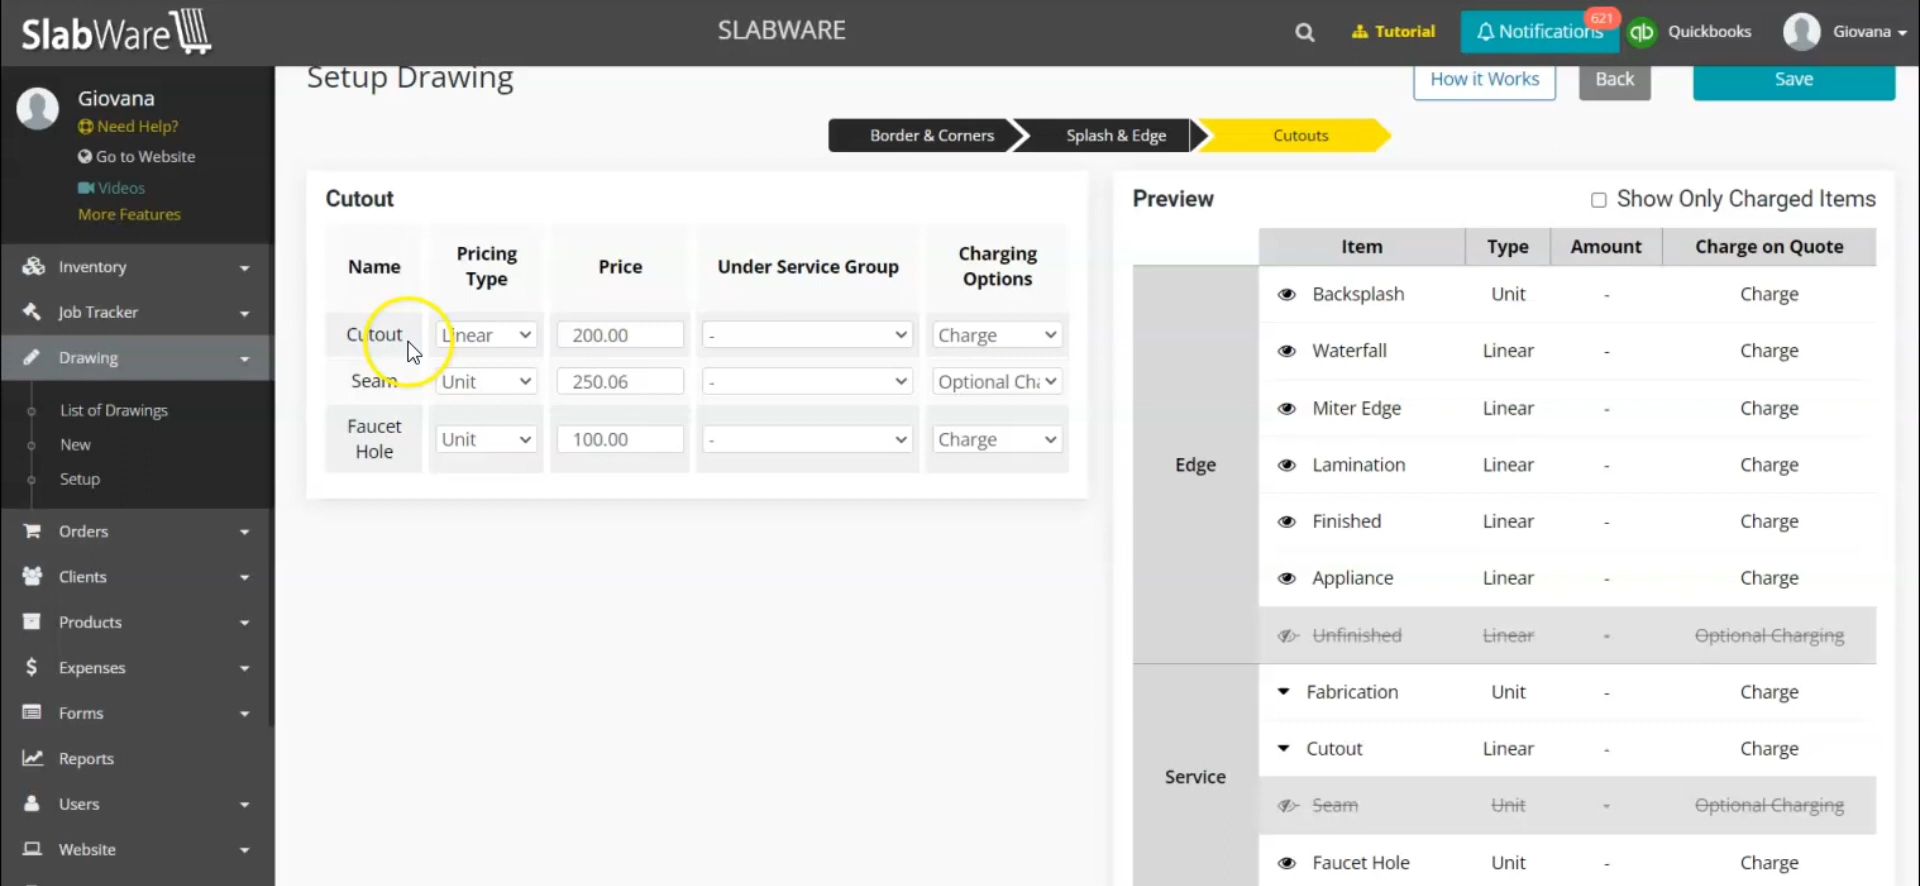 SlabWare
SLABWARE
Tutorial
Notifications
621
qb
Quickbooks
Giovana
Giovana
Need Help?
Go to Website
Videos
More Features
Inventory
Job Tracker
Drawing
List of Drawings
New
Setup
Orders
Clients
Products
Expenses
Forms
Reports
Users
Website
Setup Drawing
How it Works
Back
Save
Border & Corners
Splash & Edge
Cutouts
Cutout
Name
Pricing
Type
Price
Under Service Group
Charging
Options
Cutout
Linear
200.00
-
Charge
Seam
Unit
250.06
-
Optional Cha
Faucet
Hole
Unit
100.00
-
Charge
Preview
Show Only Charged Items
Item Type Amount Charge on Quote
Edge
Backsplash Unit - Charge
Waterfall Linear - Charge
Miter Edge Linear - Charge
Lamination Linear - Charge
Finished Linear - Charge
Appliance Linear - Charge
Unfinished Linear - Optional Charging
Service
Fabrication Unit - Charge
Cutout Linear - Charge
Seam Unit - Optional Charging
Faucet Hole Unit - Charge